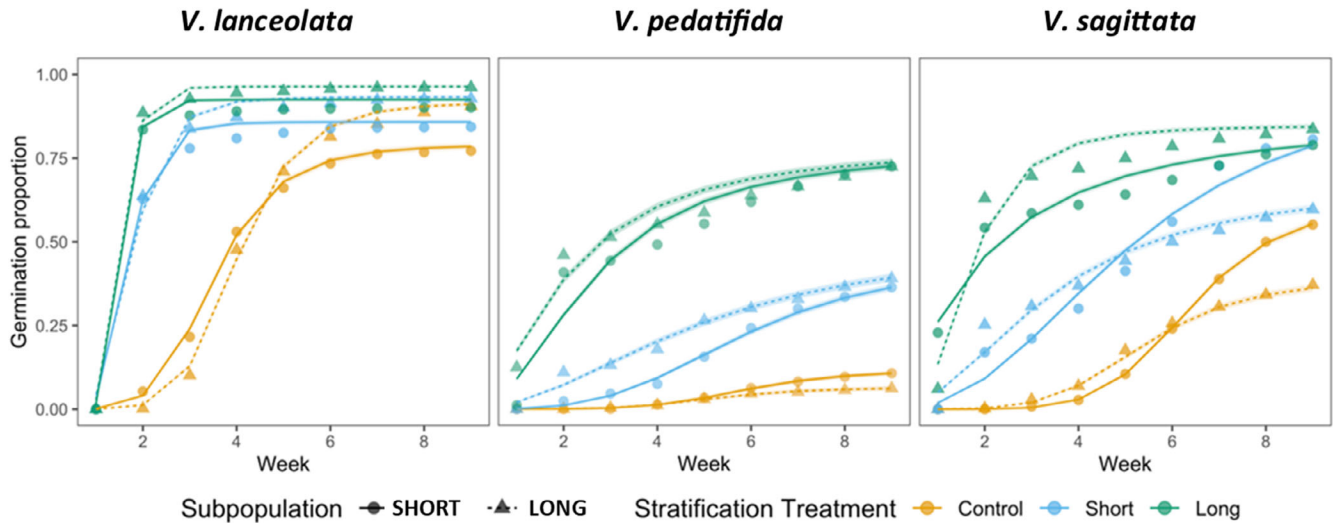 V. lanceolata V. pedatifida V. sagittata
Germination proportion
1.00
0.75
0.50
0.25
0.00
2 4 6 8 2 4 6 8 2 4 6 8
Week Week Week
Subpopulation SHORT LONG Stratification Treatment Control Short Long